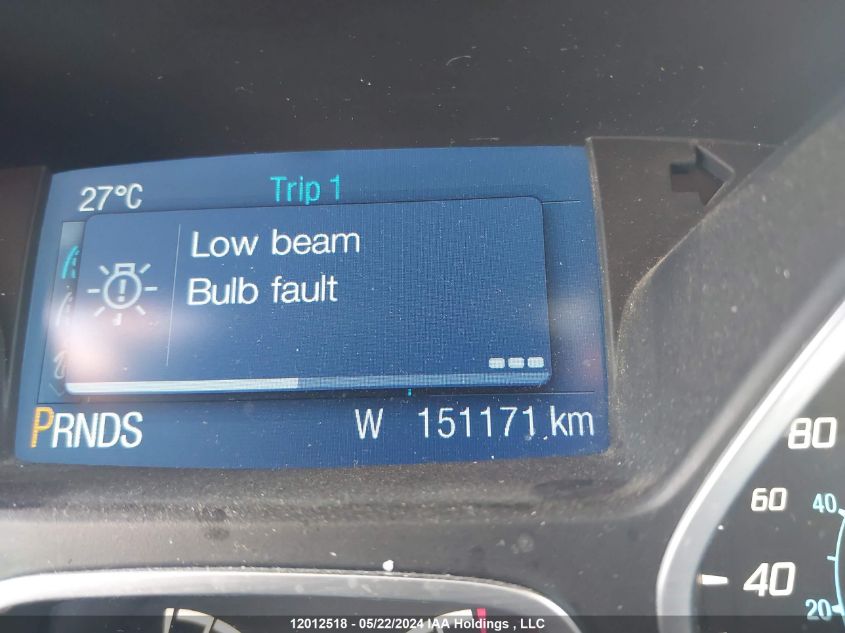 27°C Trip 1
Low beam
Bulb fault
PRNDS W 151171 km
80
60 40
40
20
12012518 - 05/22/2024 IAA Holdings , LLC